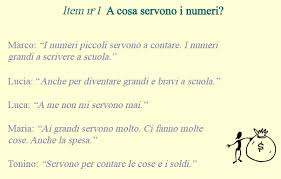 Item n° 1 A cosa servono i numeri?
Marco: “I numeri piccoli servono a contare. I numeri
grandi a scrivere a scuola.”
Lucia: “Anche per diventare grandi e bravi a scuola.”
Luca: “A me non mi servono mai.”
Maria: “Ai grandi servono molto. Ci fanno molte
cose. Anche la spesa.”
Tonino: “Servono per contare le cose e i soldi.”
$